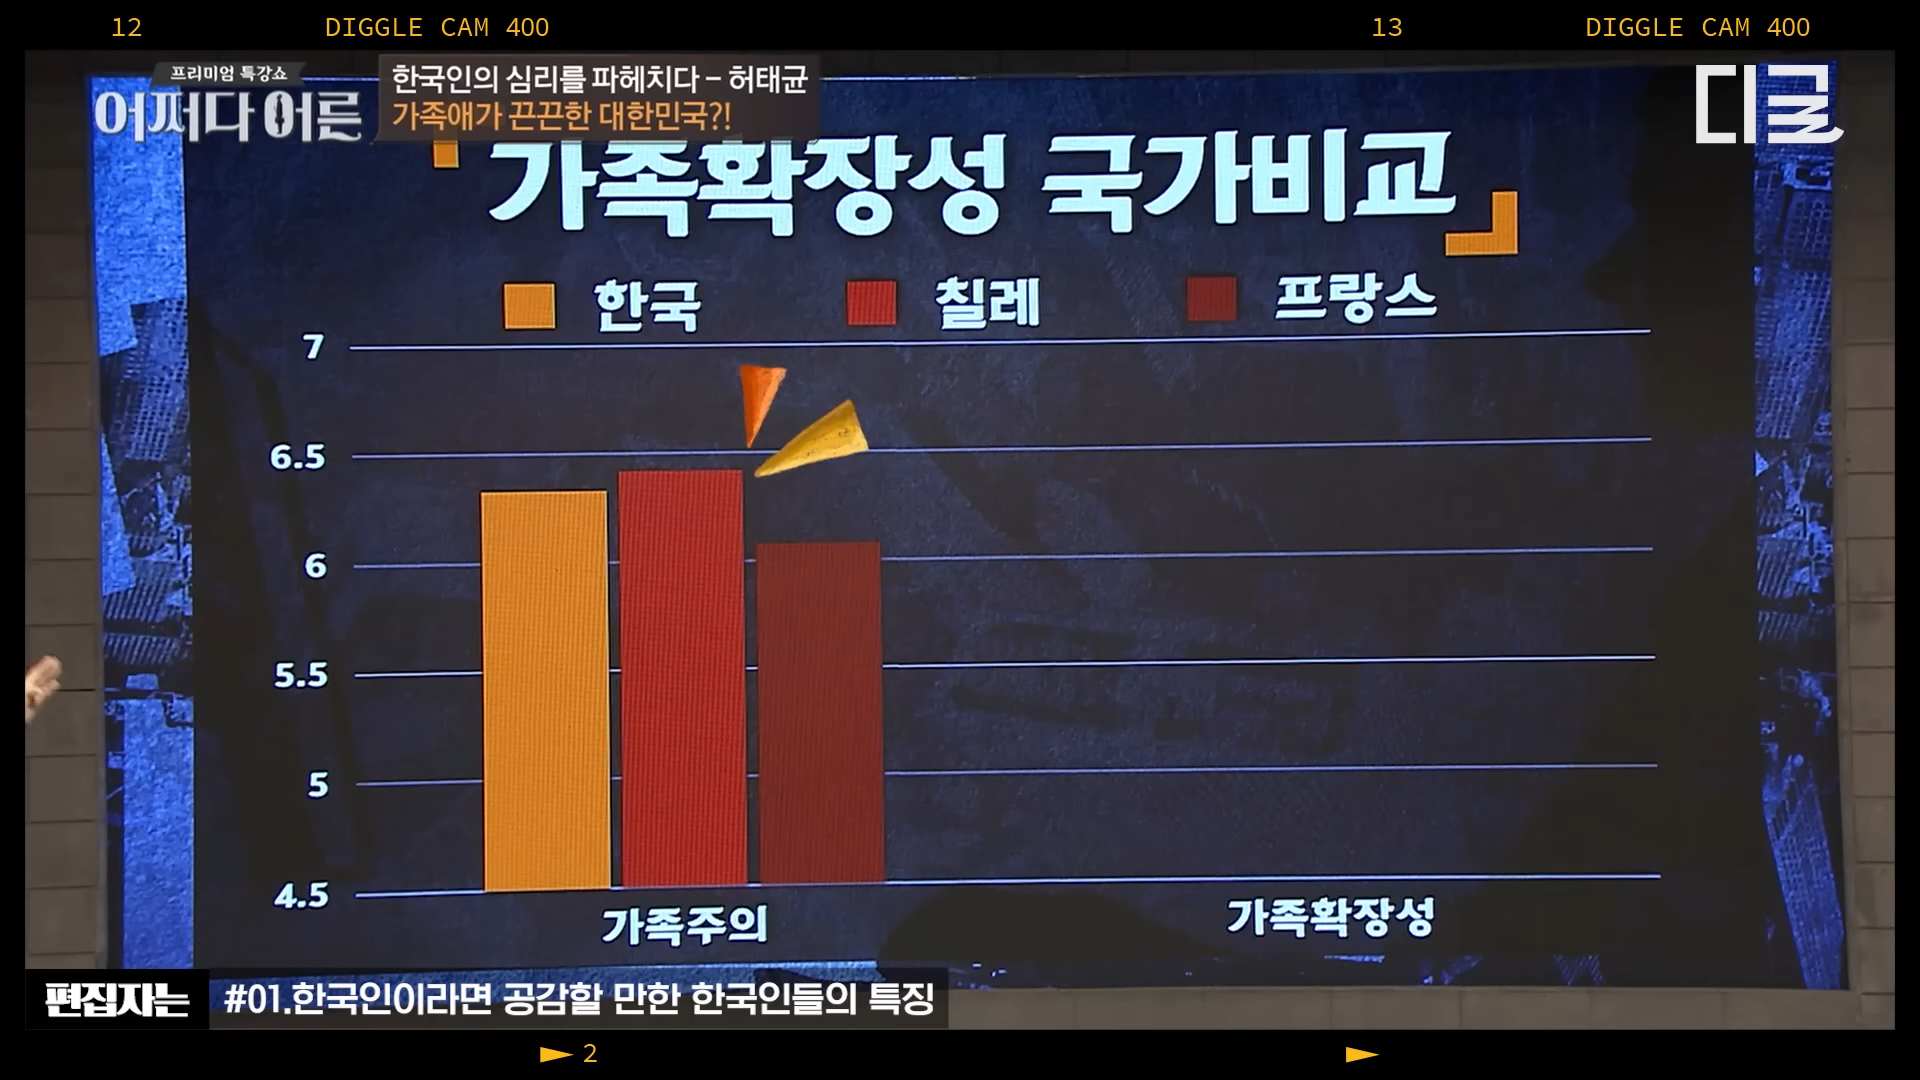 12
DIGGLE CAM 400
13
DIGGLE CAM 400
프리미엄 특강쇼
어쩌다 어른
한국인의 심리를 파헤치다 - 허태균
가족애가 끈끈한 대한민국?!
디글
가족확장성 국가비교
한국
칠레
프랑스
7
6.5
6
5.5
5
4.5
가족주의
가족확장성
편집자는
#01.한국인이라면 공감할 만한 한국인들의 특징
2